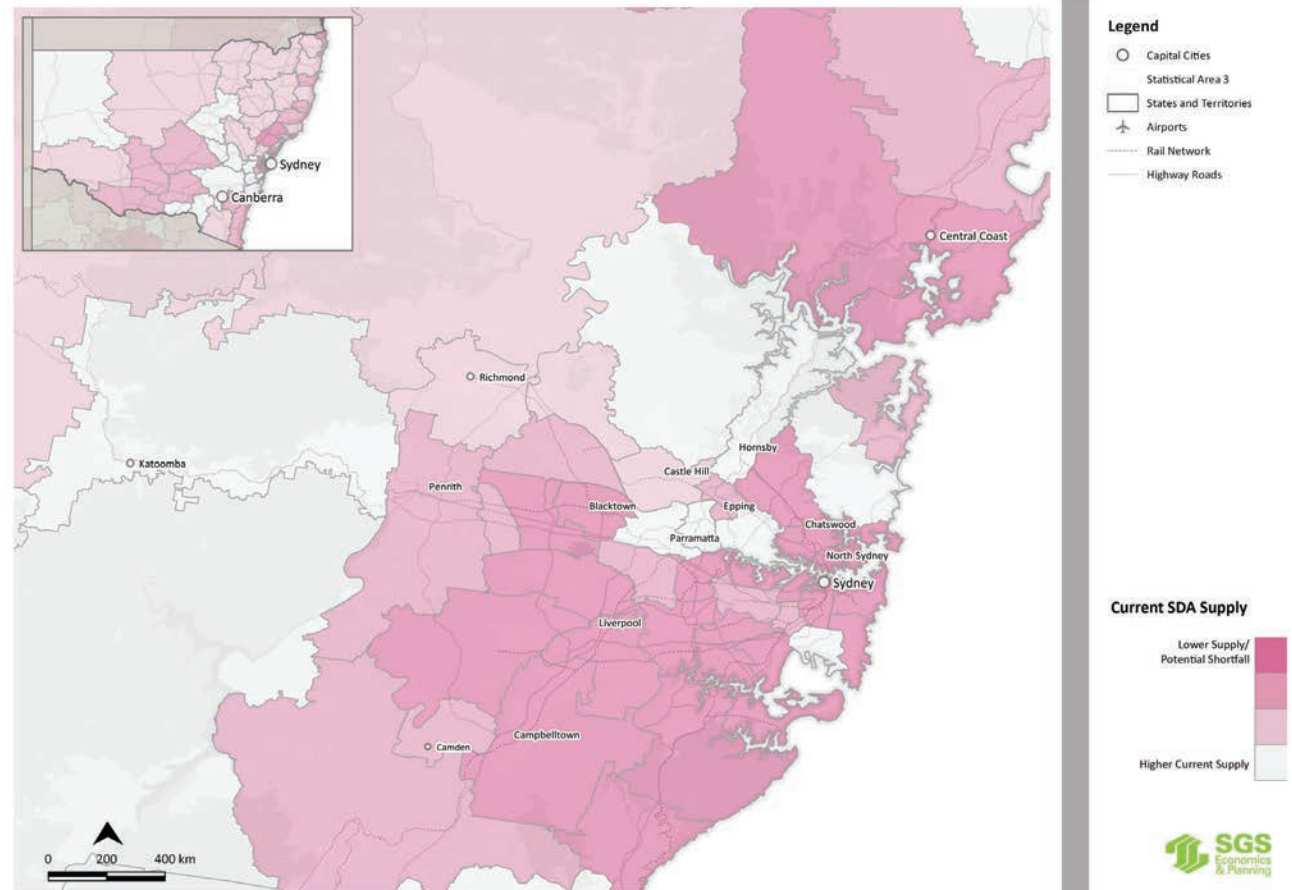 Sydney
Canberra
Central Coast
Richmond
Katoomba
Hornsby
Castle Hill
Penrith
Blacktown
Epping
Chatswood
Parramatta
North Sydney
Sydney
Liverpool
Campbelltown
Camden
0 200 400 km
Legend
Capital Cities
Statistical Area 3
States and Territories
Airports
Rail Network
Highway Roads
Current SDA Supply
Lower Supply/
Potential Shortfall
Higher Current Supply
SGS
Economics
& Planning